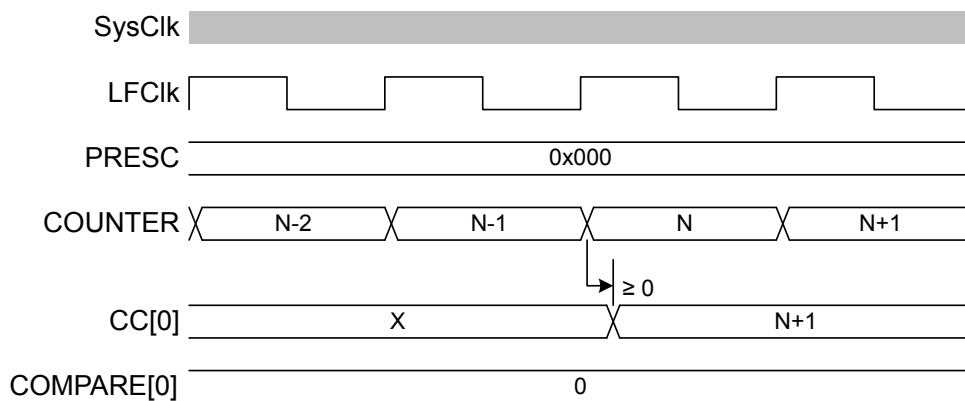 SysClk
LFClk
PRESC 0x000
COUNTER N-2 N-1 N N+1
≥ 0
CC[0] X N+1
COMPARE[0] 0